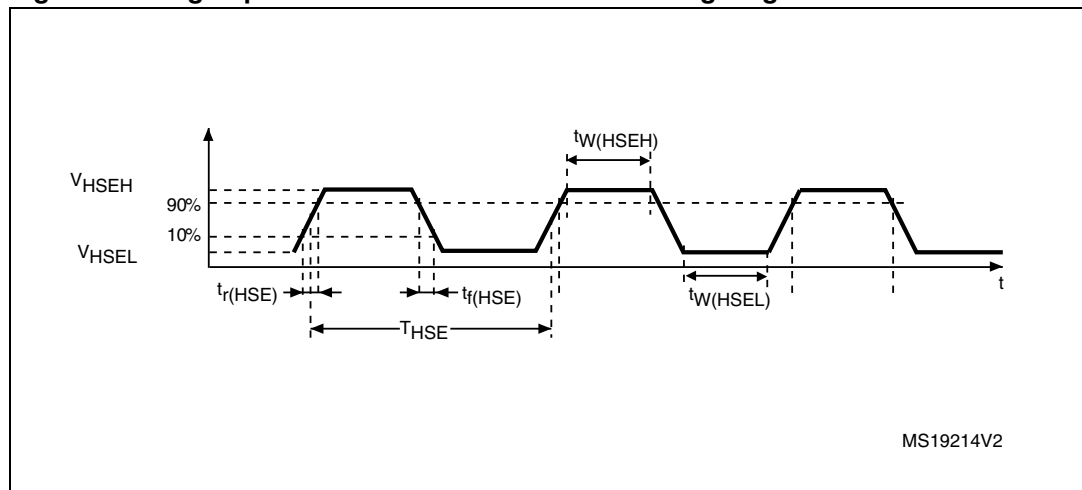 tW(HSEH)
VHSEH
90%
10%
VHSEL
tr(HSE)
tf(HSE)
tW(HSEL)
t
THSE
MS19214V2